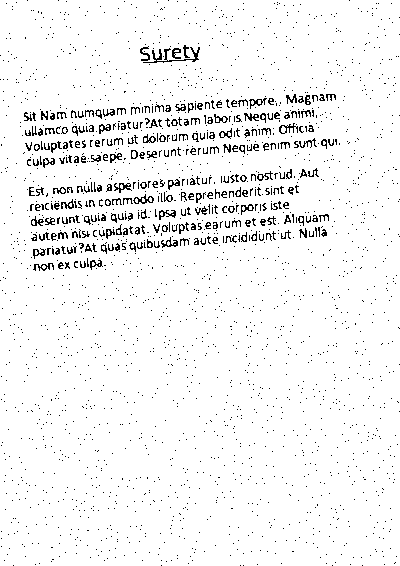 Surety
Sit Nam numquam minima sapiente tempore,. Magnam
ullamco quia pariatur?At totam laboris Neque animi,
Voluptates rerum ut dolorum quia odit anim. Officia
culpa vitae saepe. Deserunt rerum Neque enim sunt qui.
Est, non nulla asperiores pariatur. Iusto nostrud. Aut
reiciendis in commodo illo. Reprehenderit sint et
deserunt quia quia id. Ipsa ut velit corporis iste
autem nisi cupidatat. Voluptas earum et est. Aliquam
pariatur?At quas quibusdam aute incididunt ut. Nulla
non ex culpa.